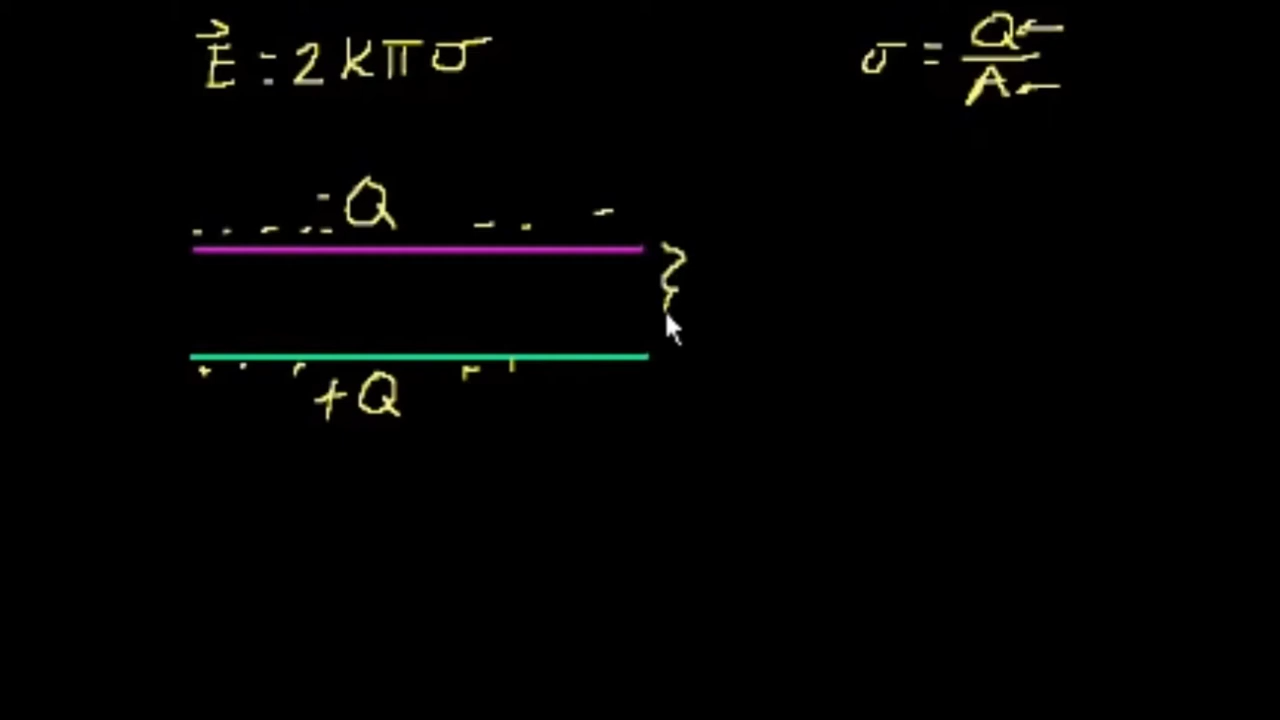 E⃗ = 2kπσ
σ = Q/A
-Q
+Q